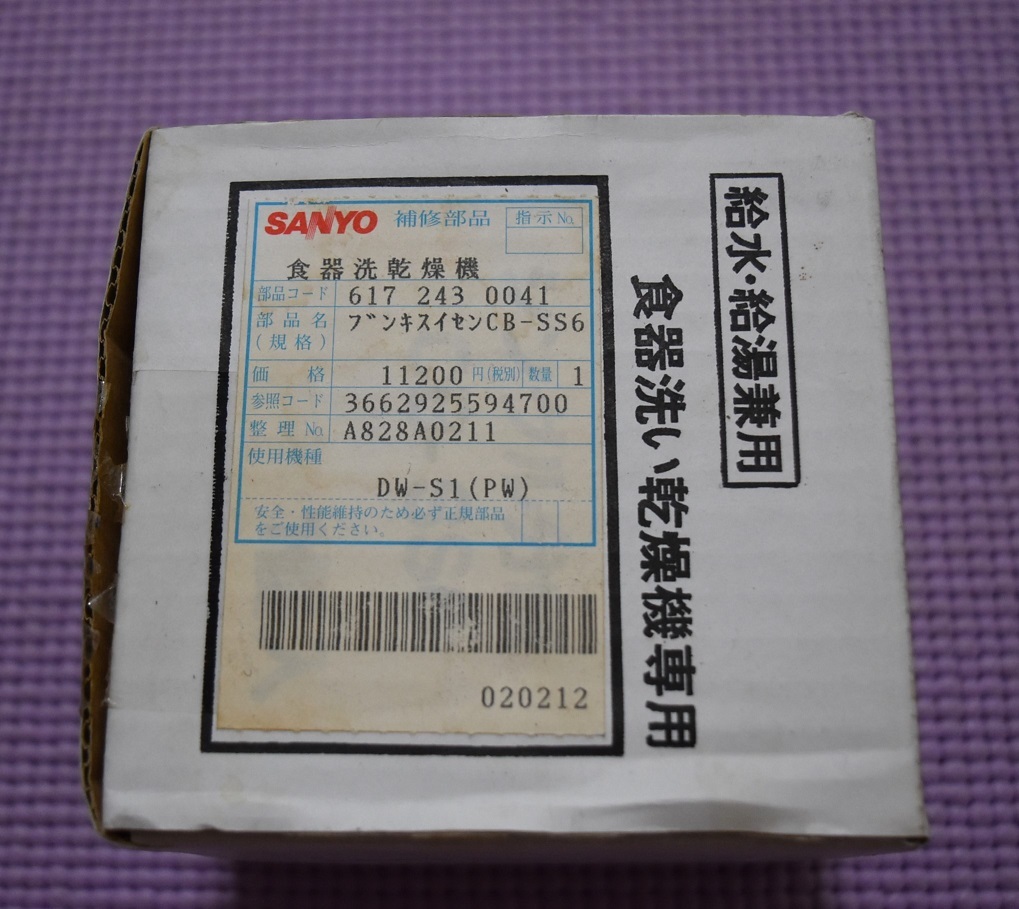 SANYO 補修部品 指示No.
食器洗乾燥機
部品コード 617 243 0041
部品名 ブンキスイセンCB-SS6
(規格)
価格 11200 円(税別) 数量 1
参照コード 3662925594700
整理No. A828A0211
使用機種
DW-S1(PW)
安全・性能維持のため必ず正規部品
をご使用ください。
020212
給水・給湯兼用
食器洗い乾燥機専用